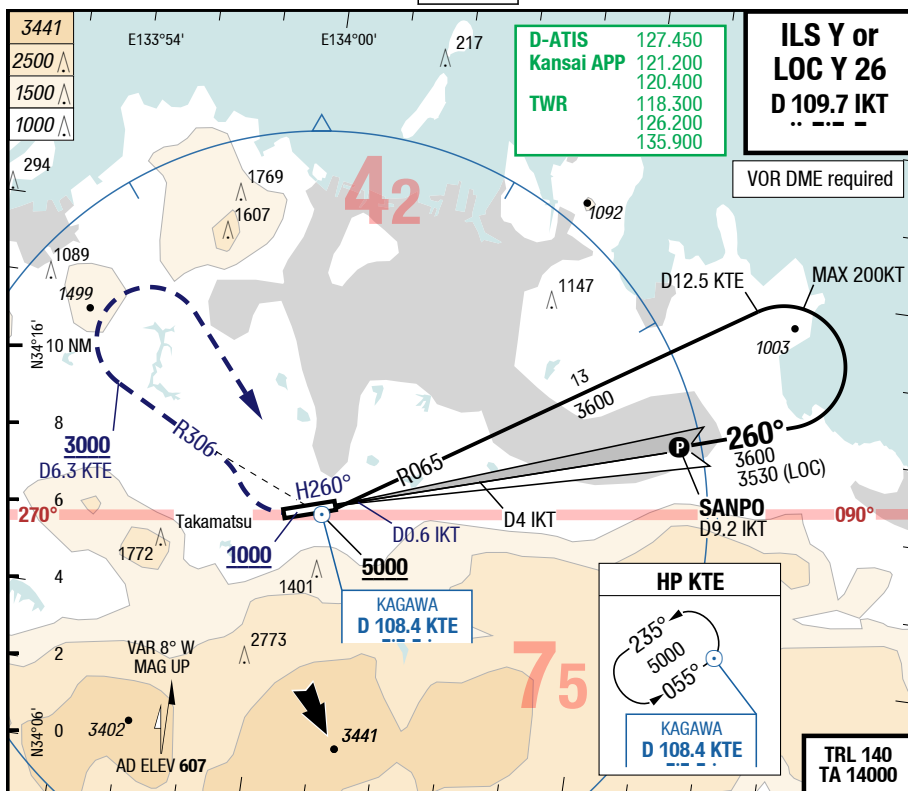 3441
2500
1500
1000
E133°54'
E134°00'
217
D-ATIS 127.450
Kansai APP 121.200
120.400
TWR 118.300
126.200
135.900
ILS Y or
LOC Y 26
D 109.7 IKT
VOR DME required
294
1769
1607
42
1092
1089
1499
1147
D12.5 KTE
MAX 200KT
1003
N34°16'
10 NM
13
3600
8
3000
D6.3 KTE
R306
R065
260°
3600
3530 (LOC)
P
6
H260°
SANPO
D9.2 IKT
270°
Takamatsu
D0.6 IKT
D4 IKT
090°
1000
5000
1772
4
1401
KAGAWA
D 108.4 KTE
HP KTE
235°
5000
055°
KAGAWA
D 108.4 KTE
2
VAR 8° W
MAG UP
2773
75
N34°06'
0
3402
3441
AD ELEV 607
TRL 140
TA 14000